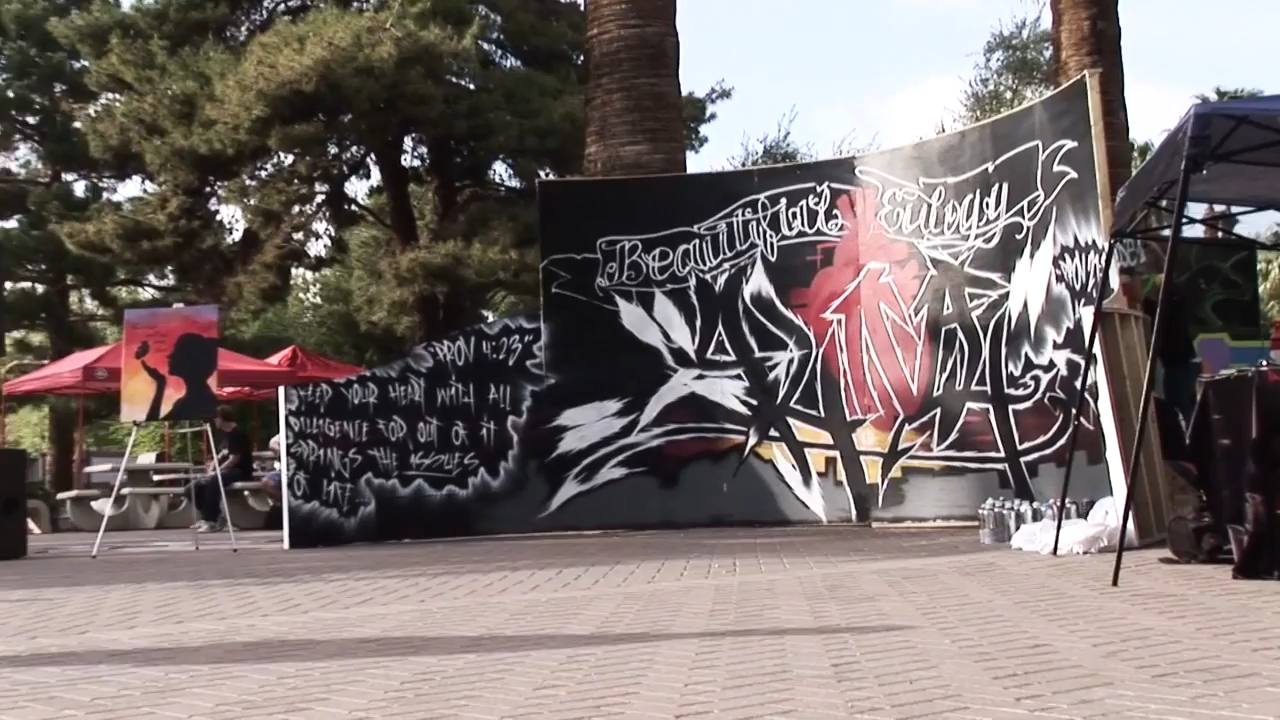 Beautiful Eulogy
"PROV 4:23"
KEEP YOUR HEART WITH ALL
DILLIGENCE FOR OUT OF IT
SPRINGS THE ISSUES
OF LIFE